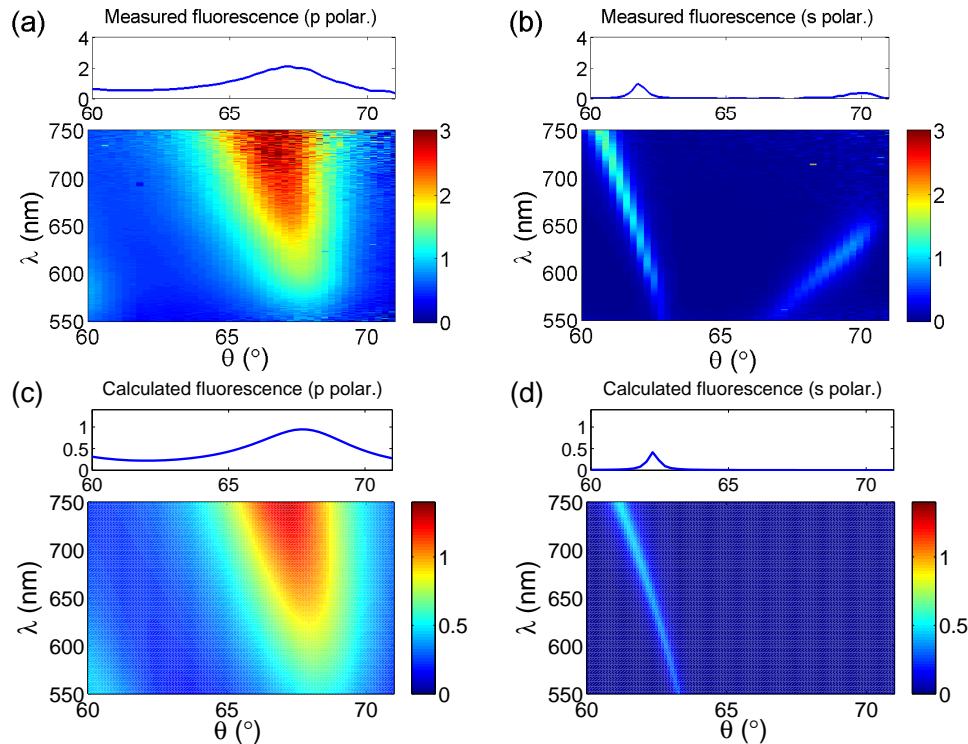 (a)
Measured fluorescence (p polar.)
4
2
0
60 65 70
750
700
650
600
550
λ (nm)
60 65 70
θ (°)
3
2
1
0
(b)
Measured fluorescence (s polar.)
4
2
0
60 65 70
750
700
650
600
550
λ (nm)
60 65 70
θ (°)
3
2
1
0
(c)
Calculated fluorescence (p polar.)
1
0.5
0
60 65 70
750
700
650
600
550
λ (nm)
60 65 70
θ (°)
1
0.5
0
(d)
Calculated fluorescence (s polar.)
1
0.5
0
60 65 70
750
700
650
600
550
λ (nm)
60 65 70
θ (°)
1
0.5
0